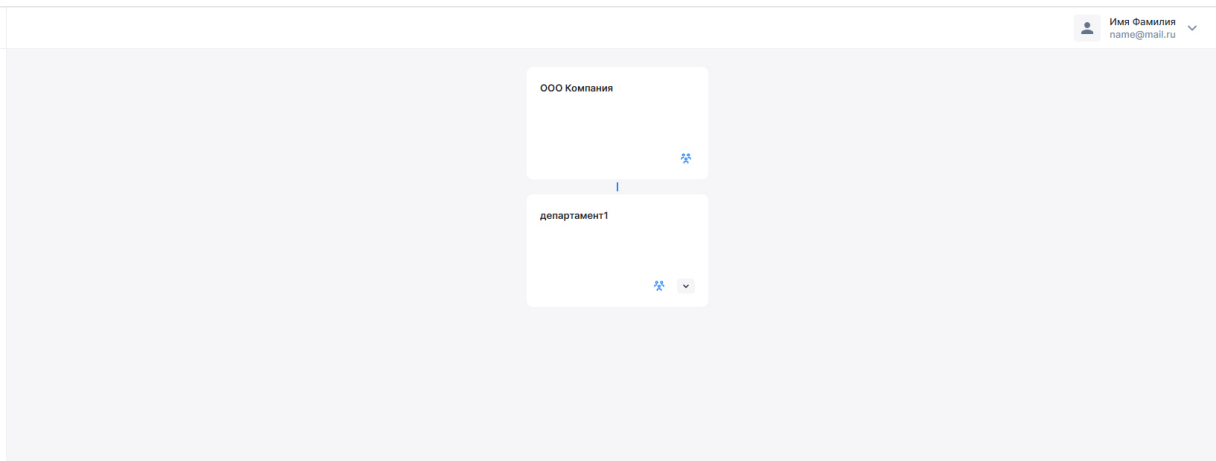 Имя Фамилия
name@mail.ru
ООО Компания
департамент1